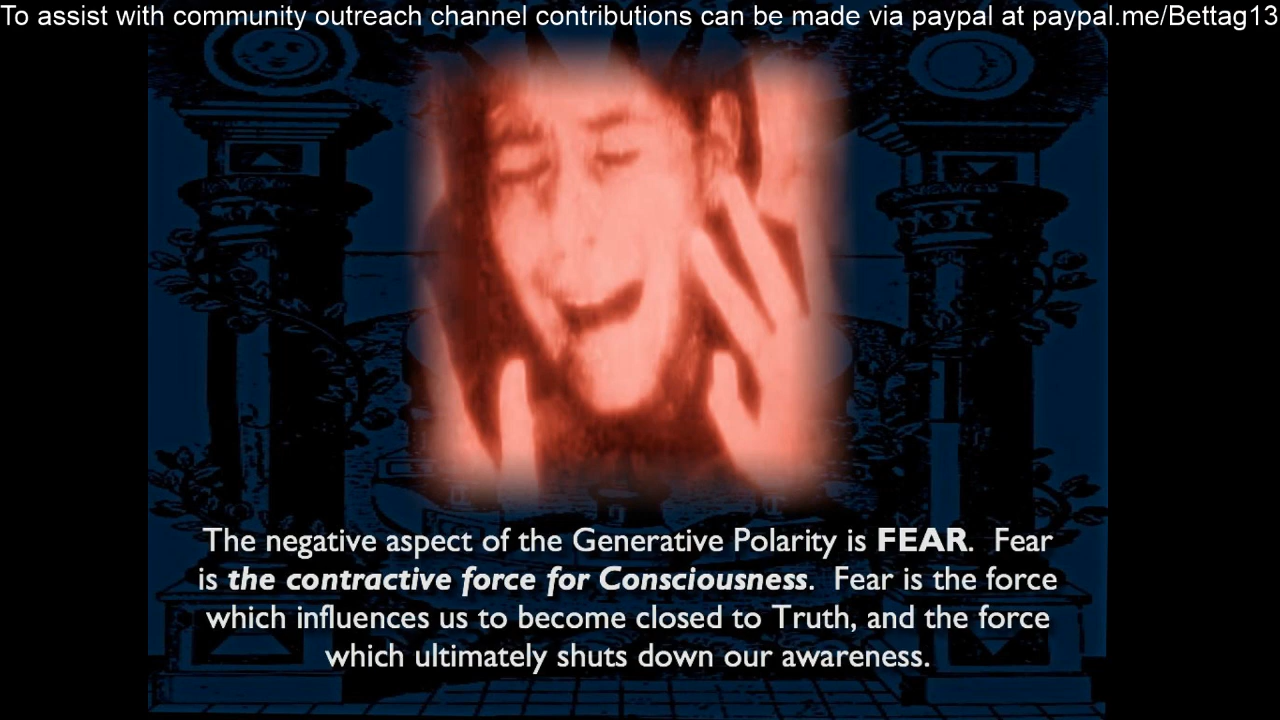 To assist with community outreach channel contributions can be made via paypal at paypal.me/Bettag13
The negative aspect of the Generative Polarity is FEAR.  Fear
is the contractive force for Consciousness.  Fear is the force
which influences us to become closed to Truth, and the force
which ultimately shuts down our awareness.